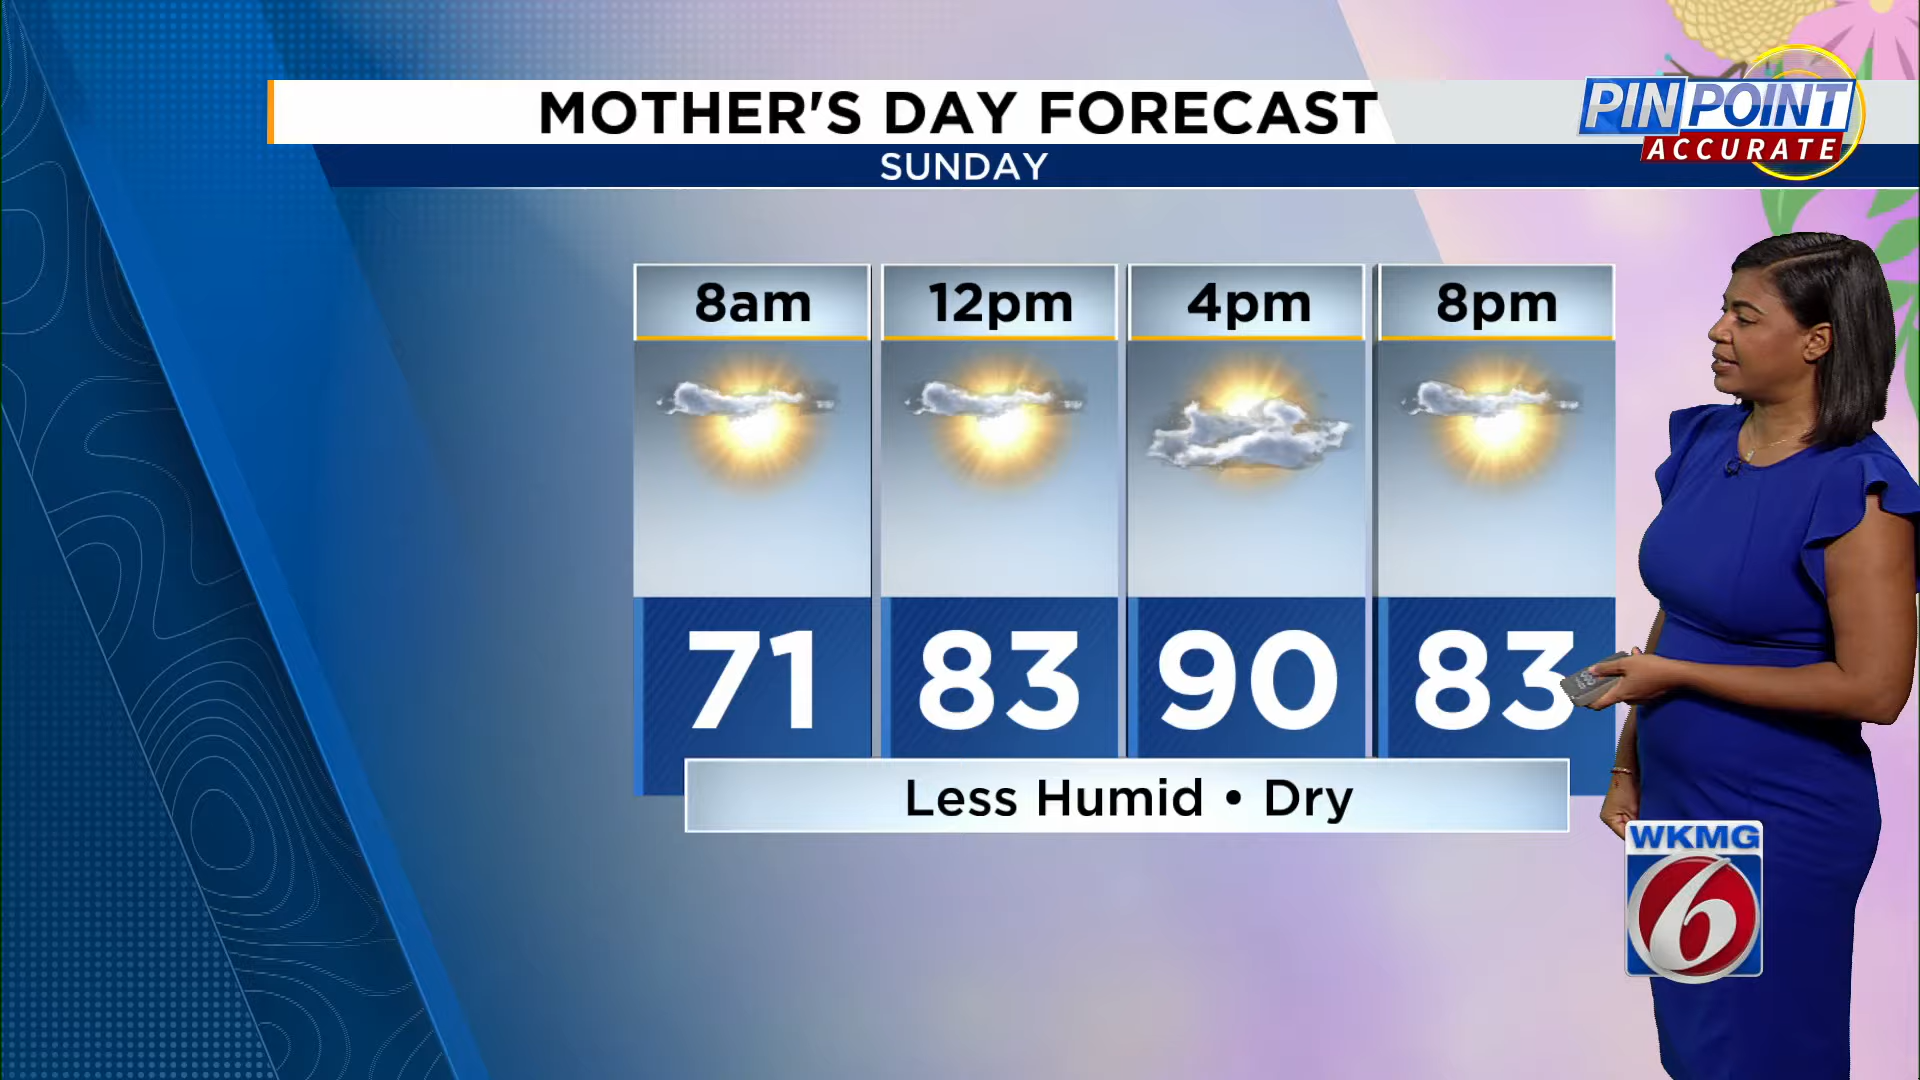 MOTHER'S DAY FORECAST
SUNDAY
PINPOINT
ACCURATE
8am 12pm 4pm 8pm
71 83 90 83
Less Humid • Dry
WKMG
6